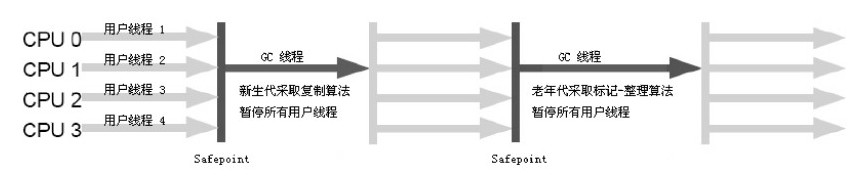 CPU 0 用户线程 1
CPU 1 用户线程 2
CPU 2 用户线程 3
CPU 3 用户线程 4
GC 线程
新生代采取复制算法
暂停所有用户线程
Safepoint
GC 线程
老年代采取标记-整理算法
暂停所有用户线程
Safepoint